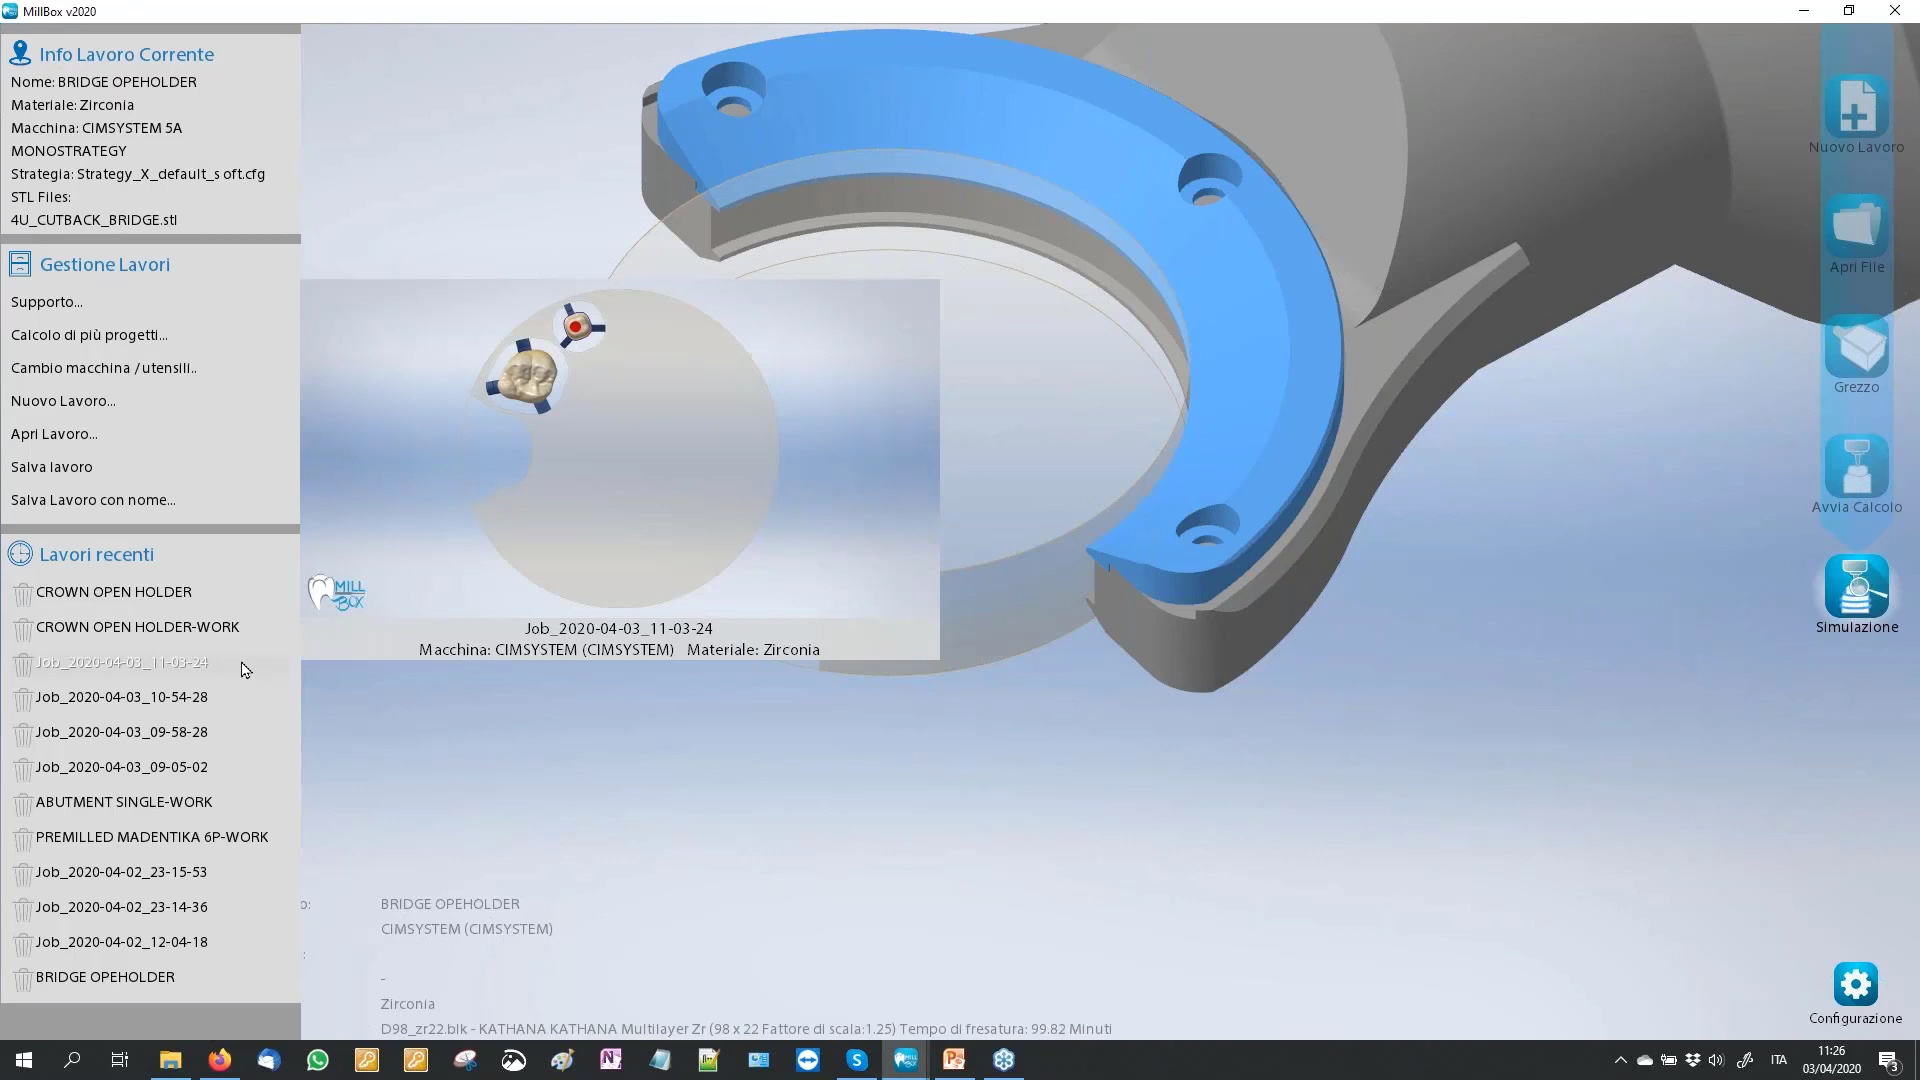 MillBox v2020
Info Lavoro Corrente
Nome: BRIDGE OPEHOLDER
Materiale: Zirconia
Macchina: CIMSYSTEM 5A
MONOSTRATEGY
Strategia: Strategy_X_default_s oft.cfg
STL Files:
4U_CUTBACK_BRIDGE.stl
Gestione Lavori
Supporto...
Calcolo di più progetti...
Cambio macchina / utensili..
Nuovo Lavoro...
Apri Lavoro...
Salva lavoro
Salva Lavoro con nome...
Lavori recenti
CROWN OPEN HOLDER
CROWN OPEN HOLDER-WORK
Job_2020-04-03_11-03-24
Job_2020-04-03_10-54-28
Job_2020-04-03_09-58-28
Job_2020-04-03_09-05-02
ABUTMENT SINGLE-WORK
PREMILLED MADENTIKA 6P-WORK
Job_2020-04-02_23-15-53
Job_2020-04-02_23-14-36
Job_2020-04-02_12-04-18
BRIDGE OPEHOLDER
MILL
BOX
Job_2020-04-03_11-03-24
Macchina: CIMSYSTEM (CIMSYSTEM) Materiale: Zirconia
o: BRIDGE OPEHOLDER
CIMSYSTEM (CIMSYSTEM)
:
-
Zirconia
D98_zr22.blk - KATHANA KATHANA Multilayer Zr (98 x 22 Fattore di scala:1.25) Tempo di fresatura: 99.82 Minuti
Nuovo Lavoro
Apri File
Grezzo
Avvia Calcolo
Simulazione
Configurazione
ITA
11:26
03/04/2020
3